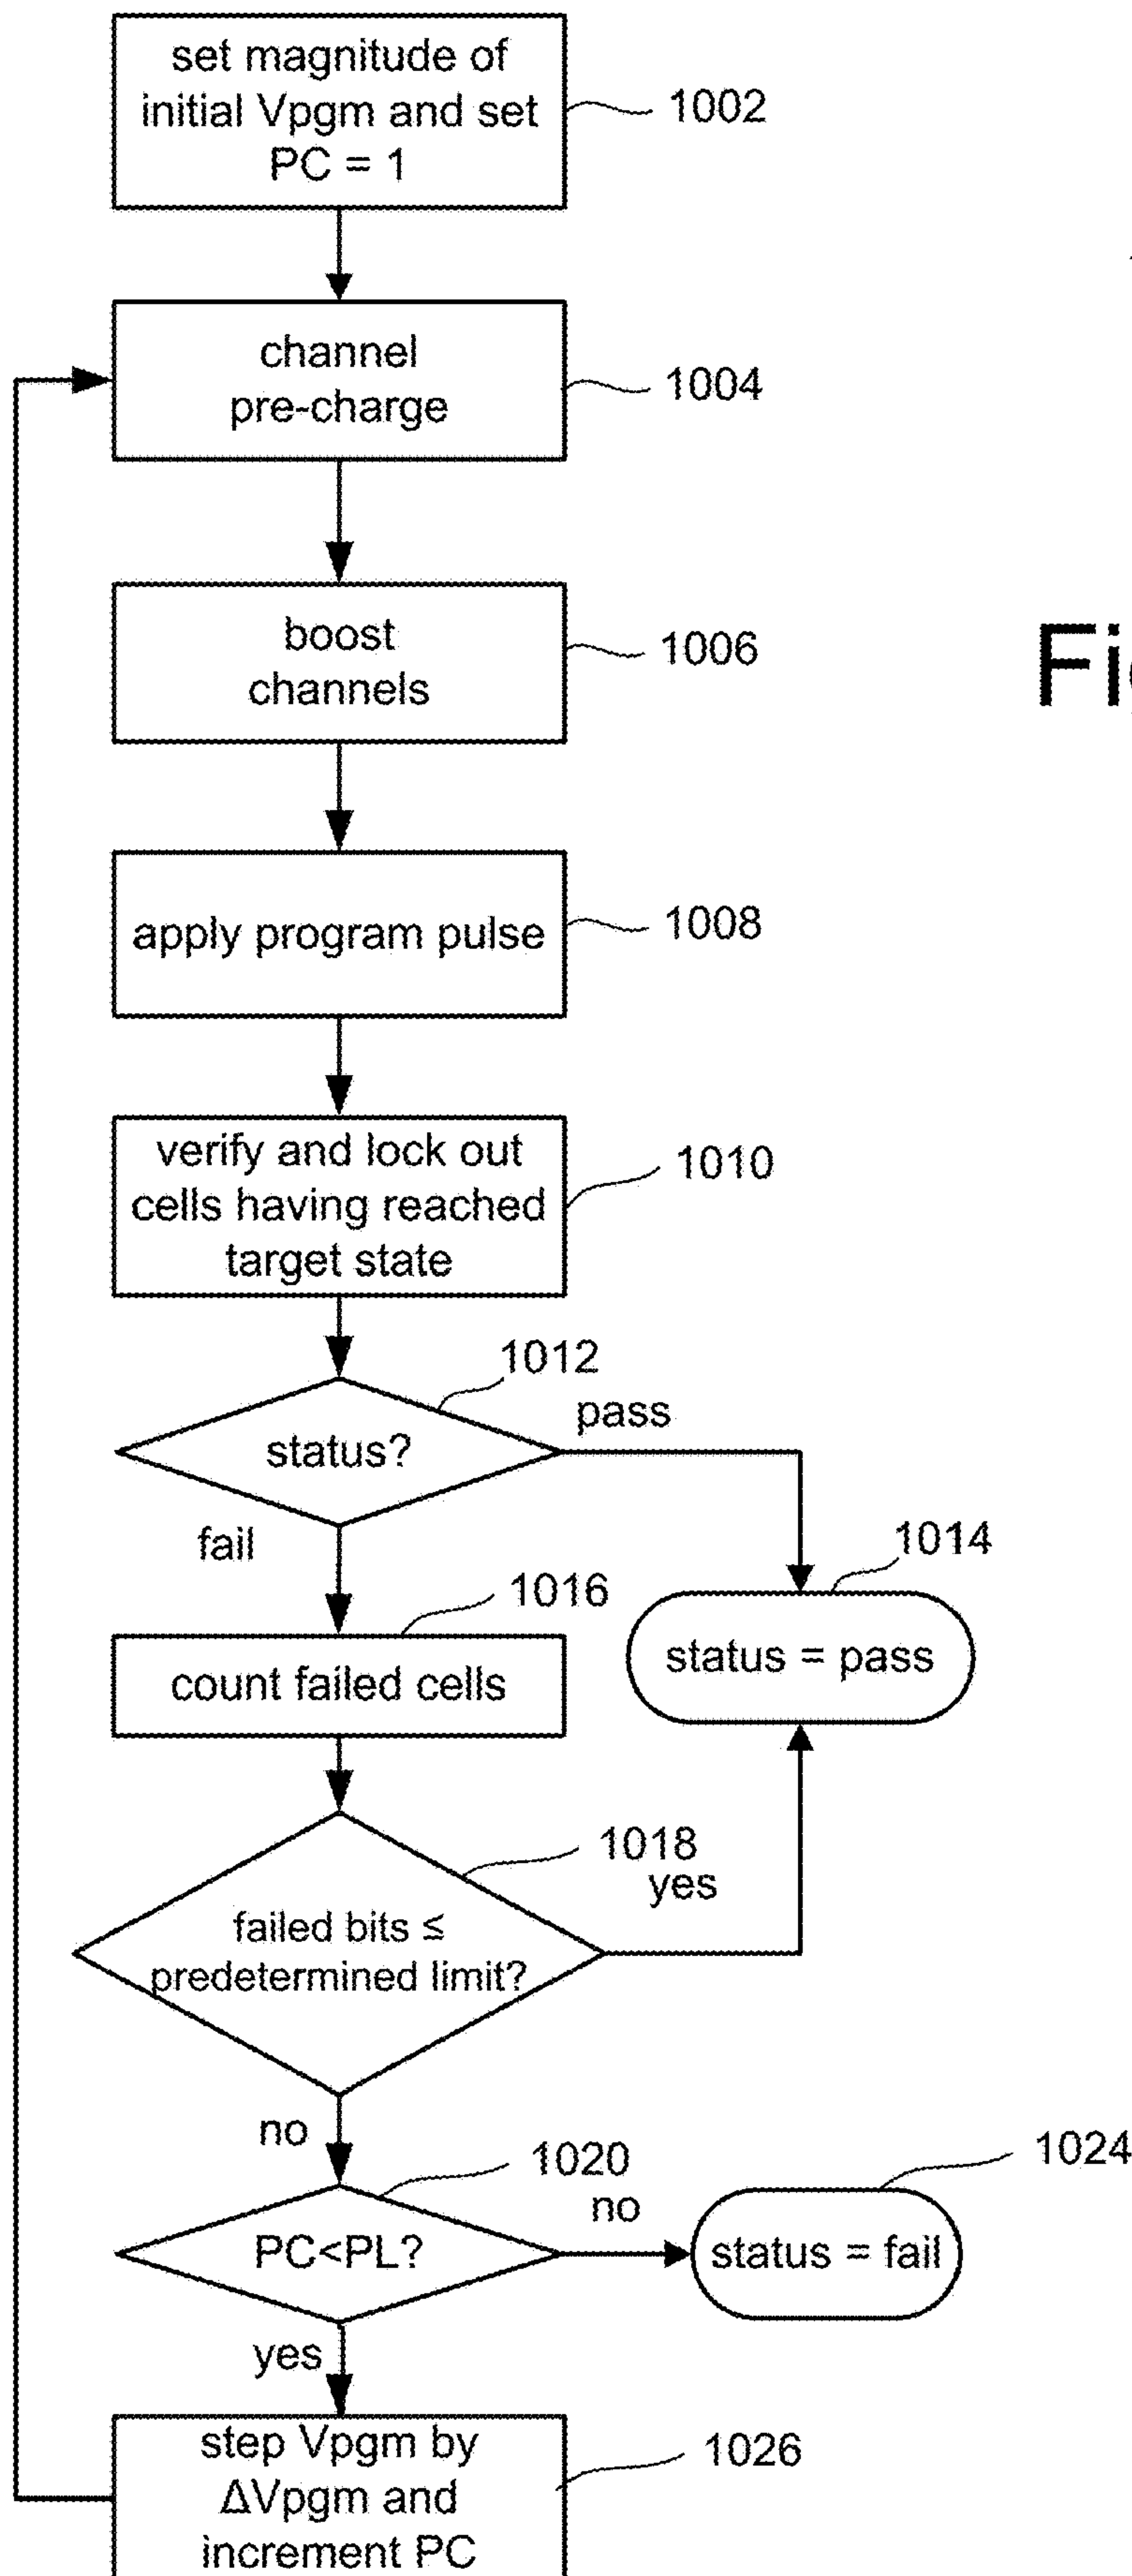 set magnitude of
initial Vpgm and set
PC = 1
1002
channel
pre-charge
1004
boost
channels
1006
Fi
apply program pulse
1008
verify and lock out
cells having reached
target state
1010
1012
status?
pass
fail
1014
status = pass
1016
count failed cells
1018
yes
failed bits ≤
predetermined limit?
no
1020
no
1024
PC<PL?
status = fail
yes
step Vpgm by
ΔVpgm and
increment PC
1026